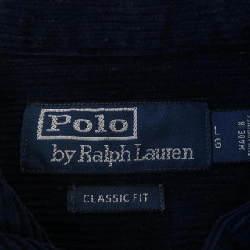 Polo
by Ralph Lauren
L
G
MADE IN
CLASSIC FIT